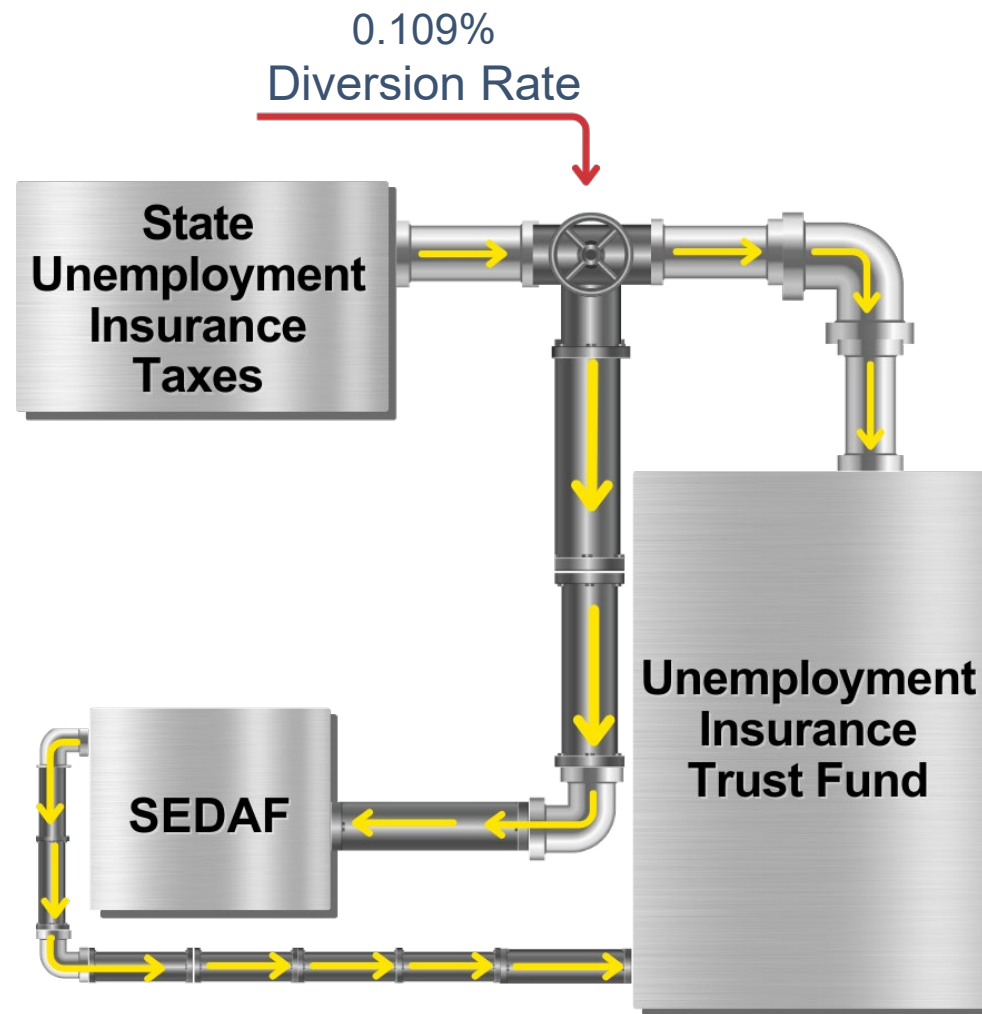 0.109%
Diversion Rate
State
Unemployment
Insurance
Taxes
Unemployment
Insurance
Trust Fund
SEDAF